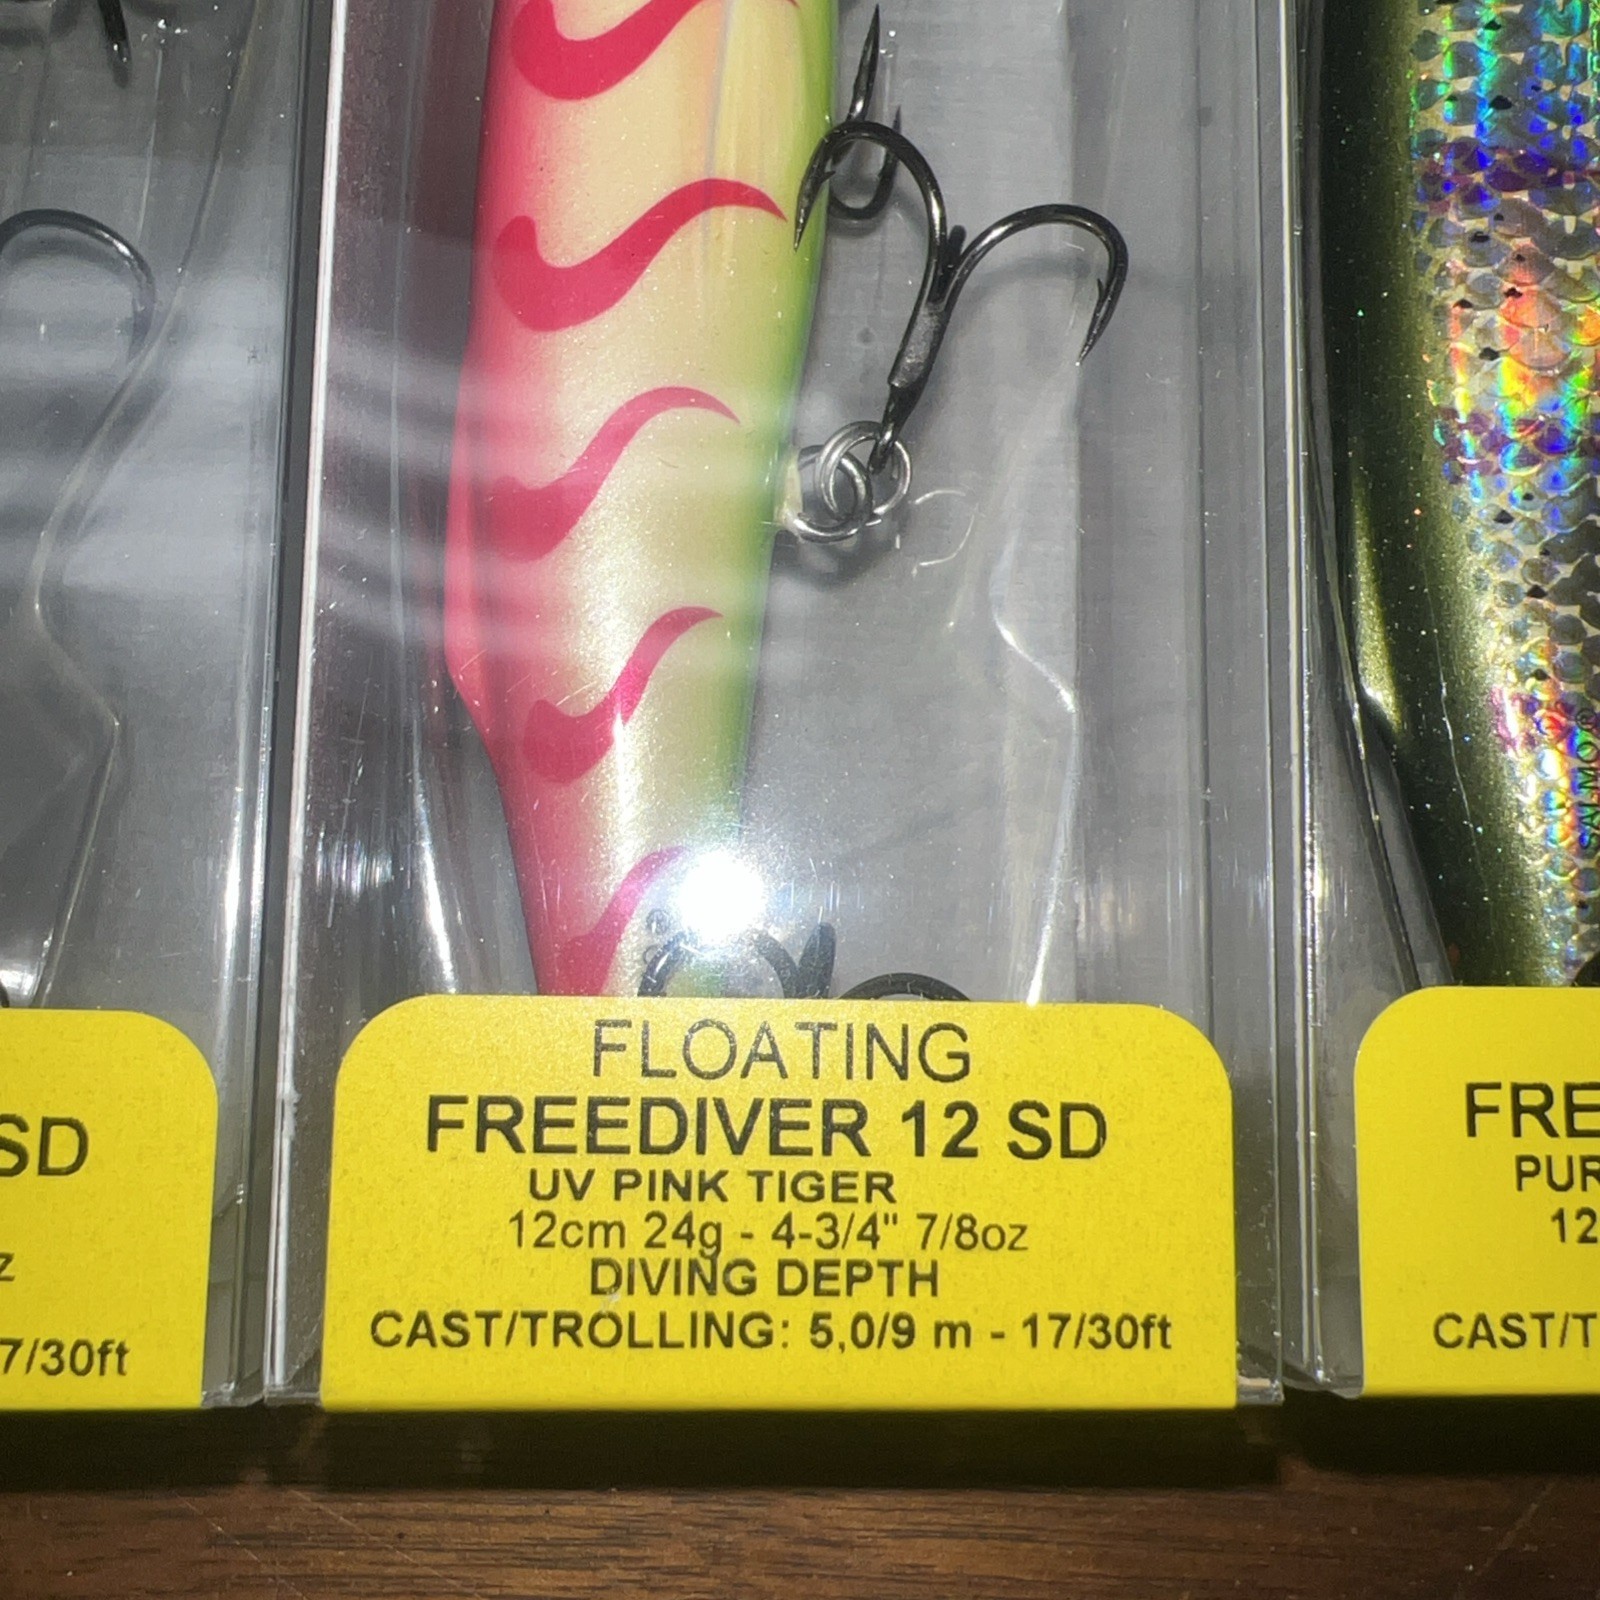 FLOATING
FREEDIVER 12 SD
UV PINK TIGER
12cm 24g - 4-3/4" 7/8oz
DIVING DEPTH
CAST/TROLLING: 5,0/9 m - 17/30ft
SD
z
7/30ft
SALMO®
FRE
PUR
12
CAST/T